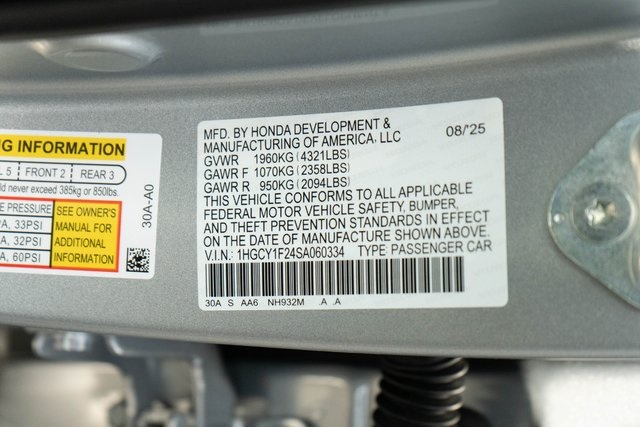 NG INFORMATION
L 5 FRONT 2 REAR 3
ld never exceed 385kg or 850lbs.
E PRESSURE
A, 33PSI
A, 32PSI
A, 60PSI
SEE OWNER'S
MANUAL FOR
ADDITIONAL
INFORMATION
30A-A0
MFD. BY HONDA DEVELOPMENT & 08/'25
MANUFACTURING OF AMERICA, LLC
GVWR 1960KG (4321LBS)
GAWR F 1070KG (2358LBS)
GAWR R 950KG (2094LBS)
THIS VEHICLE CONFORMS TO ALL APPLICABLE
FEDERAL MOTOR VEHICLE SAFETY, BUMPER,
AND THEFT PREVENTION STANDARDS IN EFFECT
ON THE DATE OF MANUFACTURE SHOWN ABOVE.
V.I.N.: 1HGCY1F24SA060334 TYPE PASSENGER CAR
30A S AA6 NH932M .A .A